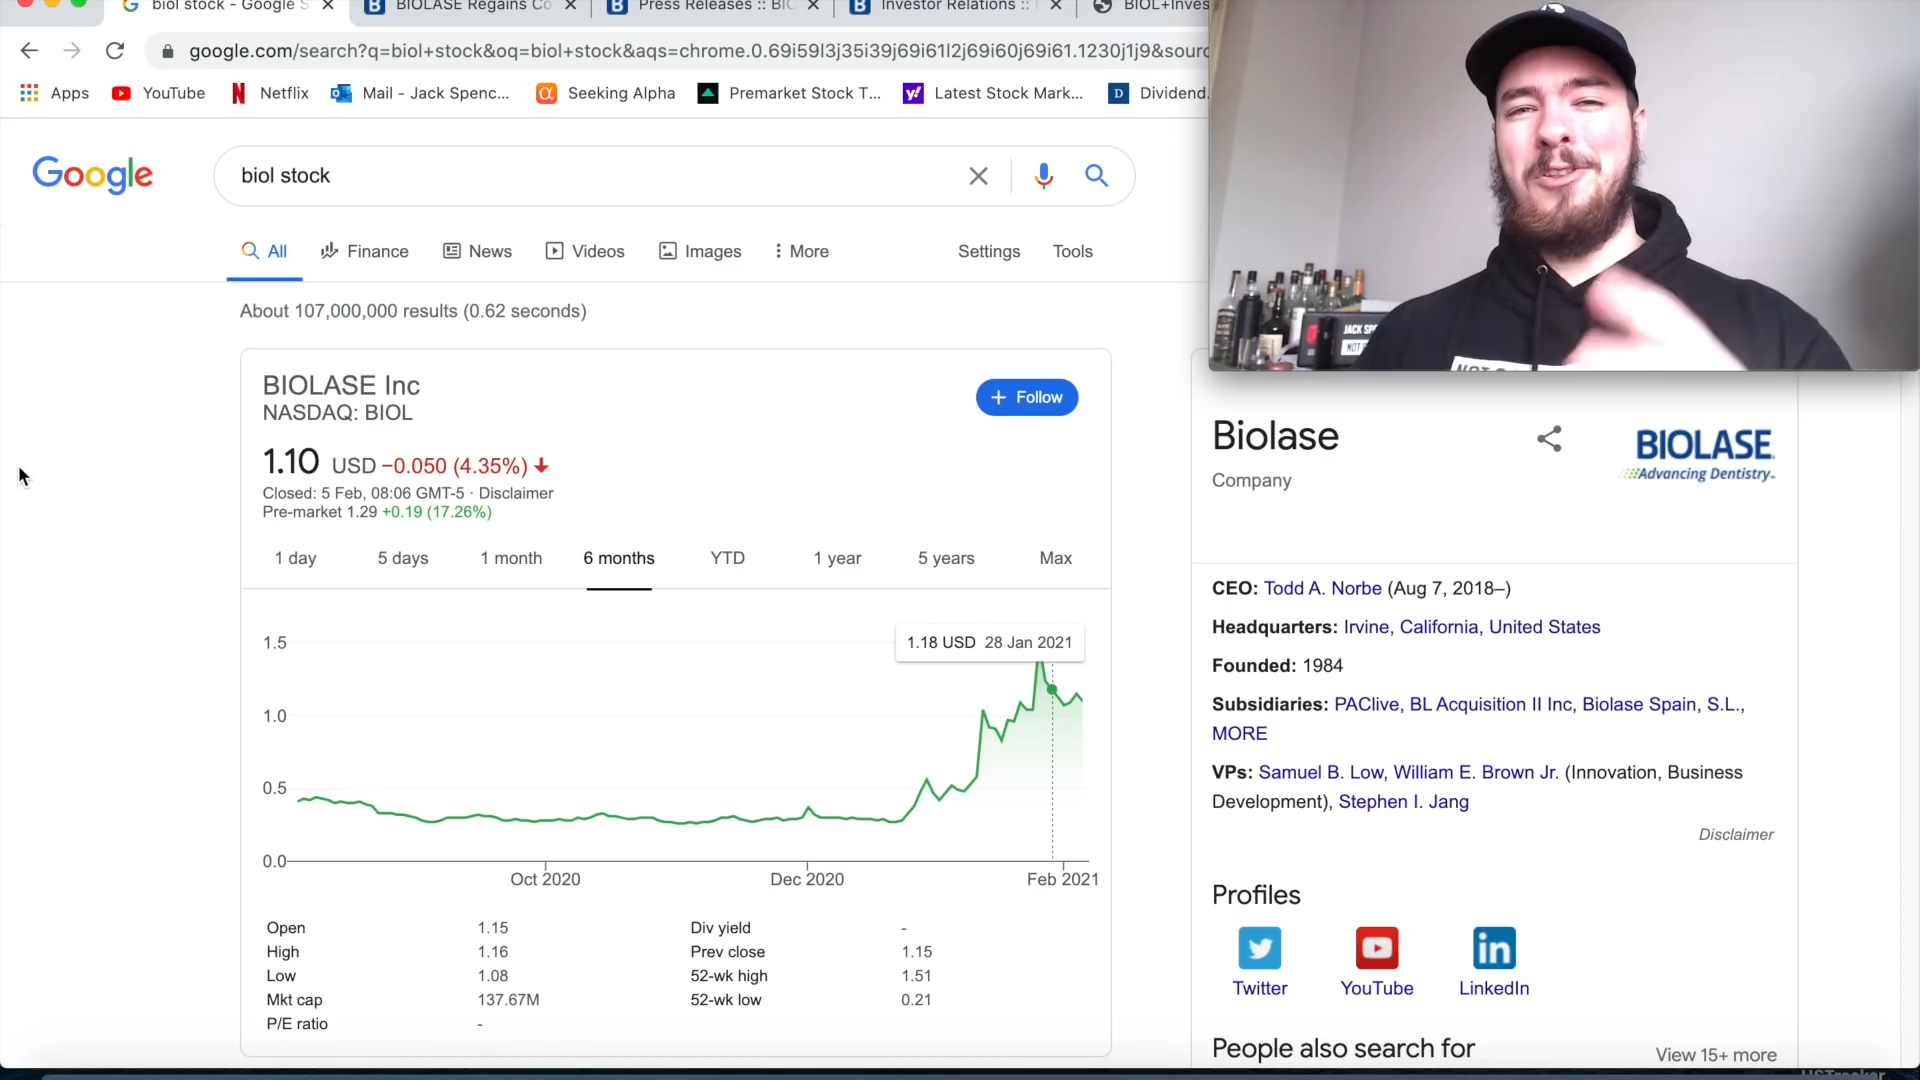 biol stock - Google S
BIOLASE Regains Co
Press Releases :: BIO
Investor Relations ::
BIOL+Inves
google.com/search?q=biol+stock&oq=biol+stock&aqs=chrome.0.69i59l3j35i39j69i61l2j69i60j69i61.1230j1j9&sourc
Apps
YouTube
Netflix
Mail - Jack Spenc...
Seeking Alpha
Premarket Stock T...
Latest Stock Mark...
Dividend.
Google
biol stock
All
Finance
News
Videos
Images
More
Settings
Tools
About 107,000,000 results (0.62 seconds)
BIOLASE Inc
NASDAQ: BIOL
Follow
1.10 USD −0.050 (4.35%)
Closed: 5 Feb, 08:06 GMT-5 · Disclaimer
Pre-market 1.29 +0.19 (17.26%)
1 day
5 days
1 month
6 months
YTD
1 year
5 years
Max
1.18 USD 28 Jan 2021
1.5
1.0
0.5
0.0
Oct 2020
Dec 2020
Feb 2021
Open 1.15
High 1.16
Low 1.08
Mkt cap 137.67M
P/E ratio -
Div yield -
Prev close 1.15
52-wk high 1.51
52-wk low 0.21
JACK SP
NOT
Biolase
Company
BIOLASE
Advancing Dentistry
CEO: Todd A. Norbe (Aug 7, 2018–)
Headquarters: Irvine, California, United States
Founded: 1984
Subsidiaries: PAClive, BL Acquisition II Inc, Biolase Spain, S.L.,
MORE
VPs: Samuel B. Low, William E. Brown Jr. (Innovation, Business
Development), Stephen I. Jang
Disclaimer
Profiles
Twitter
YouTube
LinkedIn
People also search for
View 15+ more